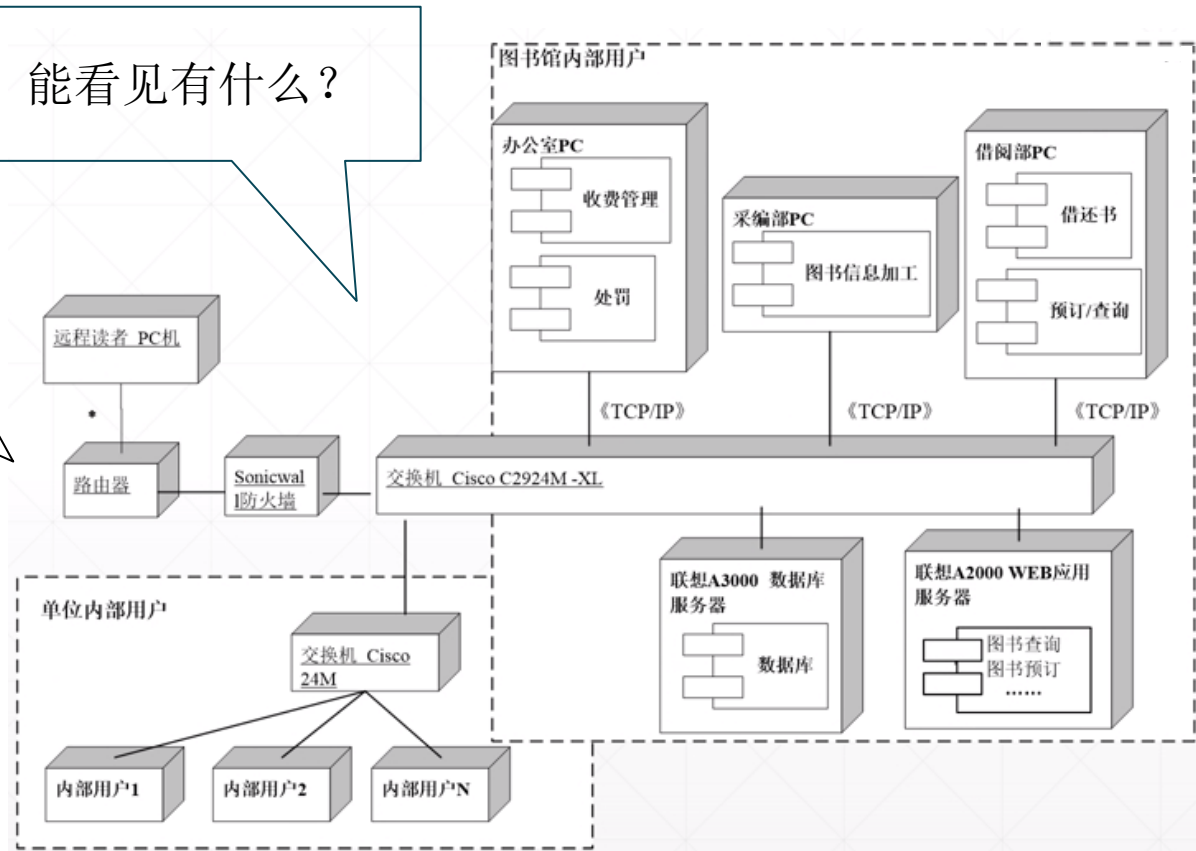 能看见有什么？
图书馆内部用户
办公室PC
收费管理
处罚
采编部PC
图书信息加工
借阅部PC
借还书
预订/查询
远程读者 PC机
*
《TCP/IP》
《TCP/IP》
《TCP/IP》
路由器
Sonicwal
l防火墙
交换机 Cisco C2924M -XL
单位内部用户
交换机 Cisco
24M
内部用户1
内部用户2
内部用户N
联想A3000 数据库
服务器
数据库
联想A2000 WEB应用
服务器
图书查询
图书预订
……